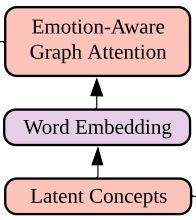 Emotion-Aware
Graph Attention
Word Embedding
Latent Concepts